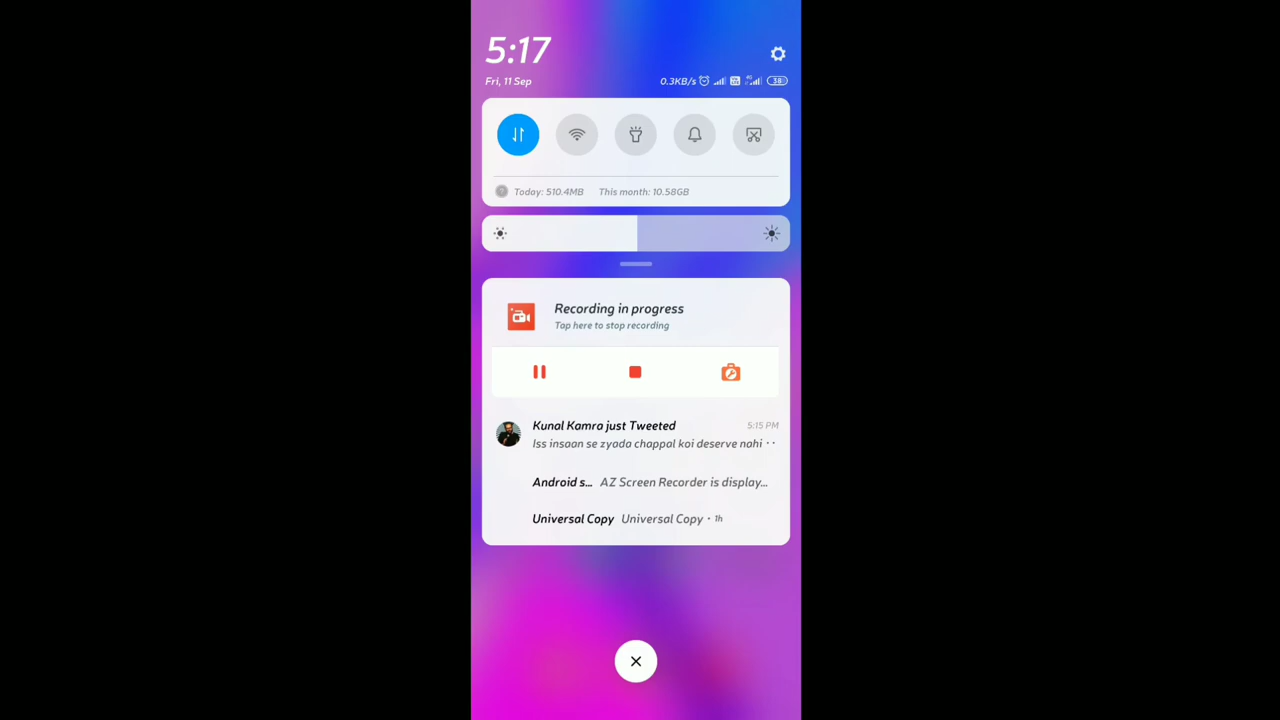 5:17
Fri, 11 Sep
0.3KB/s 4G 38
Today: 510.4MB This month: 10.58GB
Recording in progress
Tap here to stop recording
Kunal Kamra just Tweeted 5:15 PM
Iss insaan se zyada chappal koi deserve nahi ··
Android s... AZ Screen Recorder is display...
Universal Copy Universal Copy · 1h